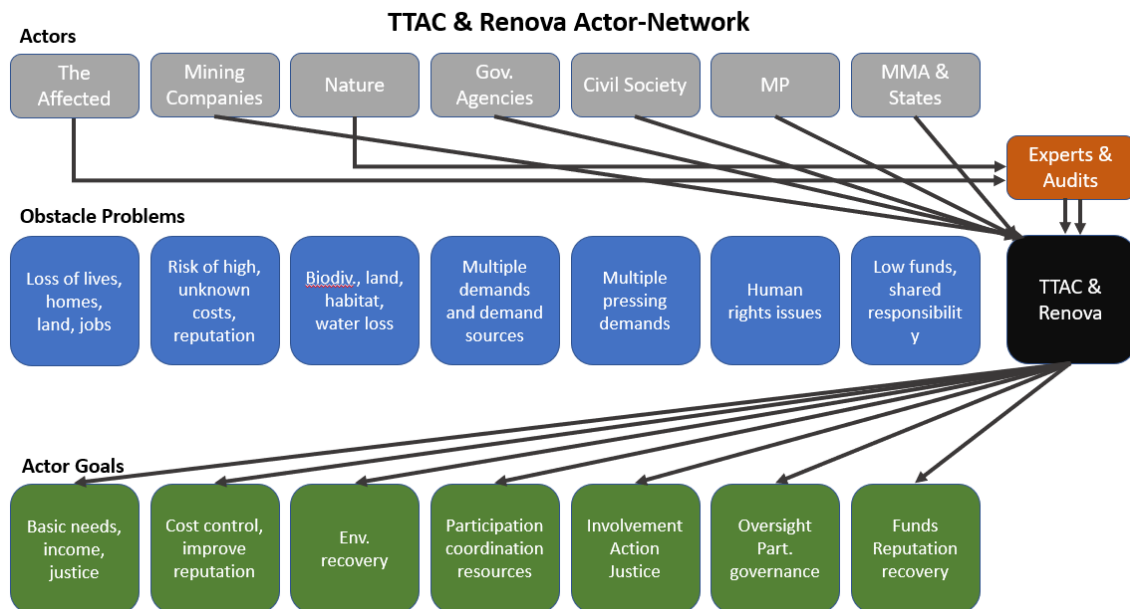 TTAC & Renova Actor-Network
Actors
The
Affected
Mining
Companies
Nature
Gov.
Agencies
Civil Society
MP
MMA &
States
Experts &
Audits
Obstacle Problems
Loss of lives,
homes,
land, jobs
Risk of high,
unknown
costs,
reputation
Biodiv., land,
habitat,
water loss
Multiple
demands
and demand
sources
Multiple
pressing
demands
Human
rights issues
Low funds,
shared
responsibilit
y
TTAC &
Renova
Actor Goals
Basic needs,
income,
justice
Cost control,
improve
reputation
Env.
recovery
Participation
coordination
resources
Involvement
Action
Justice
Oversight
Part.
governance
Funds
Reputation
recovery